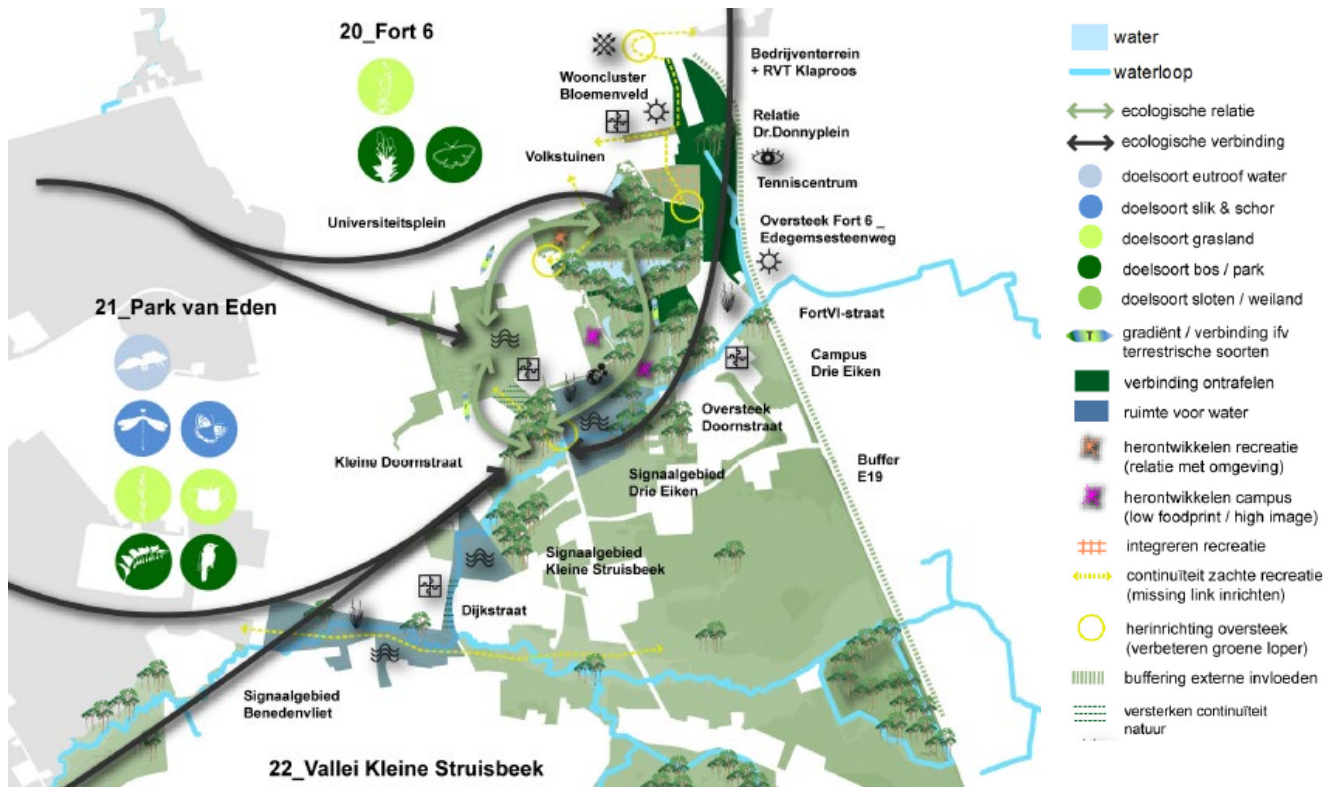 20_Fort 6
Wooncluster
Bloemenveld
Volkstuinen
Universiteitsplein
Bedrijventerrein
+ RVT Klaproos
Relatie
Dr.Donnyplein
Tenniscentrum
Oversteek Fort 6 _
Edegemsesteenweg
FortVI-straat
Campus
Drie Eiken
Oversteek
Doornstraat
Buffer
E19
21_Park van Eden
Kleine Doornstraat
Signaalgebied
Drie Eiken
Signaalgebied
Kleine Struisbeek
Dijkstraat
Signaalgebied
Benedenvliet
22_Vallei Kleine Struisbeek
water
waterloop
ecologische relatie
ecologische verbinding
doelsoort eutroof water
doelsoort slik & schor
doelsoort grasland
doelsoort bos / park
doelsoort sloten / weiland
T
gradiënt / verbinding ifv
terrestrische soorten
verbinding ontrafelen
ruimte voor water
herontwikkelen recreatie
(relatie met omgeving)
herontwikkelen campus
(low foodprint / high image)
integreren recreatie
continuïteit zachte recreatie
(missing link inrichten)
herinrichting oversteek
(verbeteren groene loper)
buffering externe invloeden
versterken continuïteit
natuur